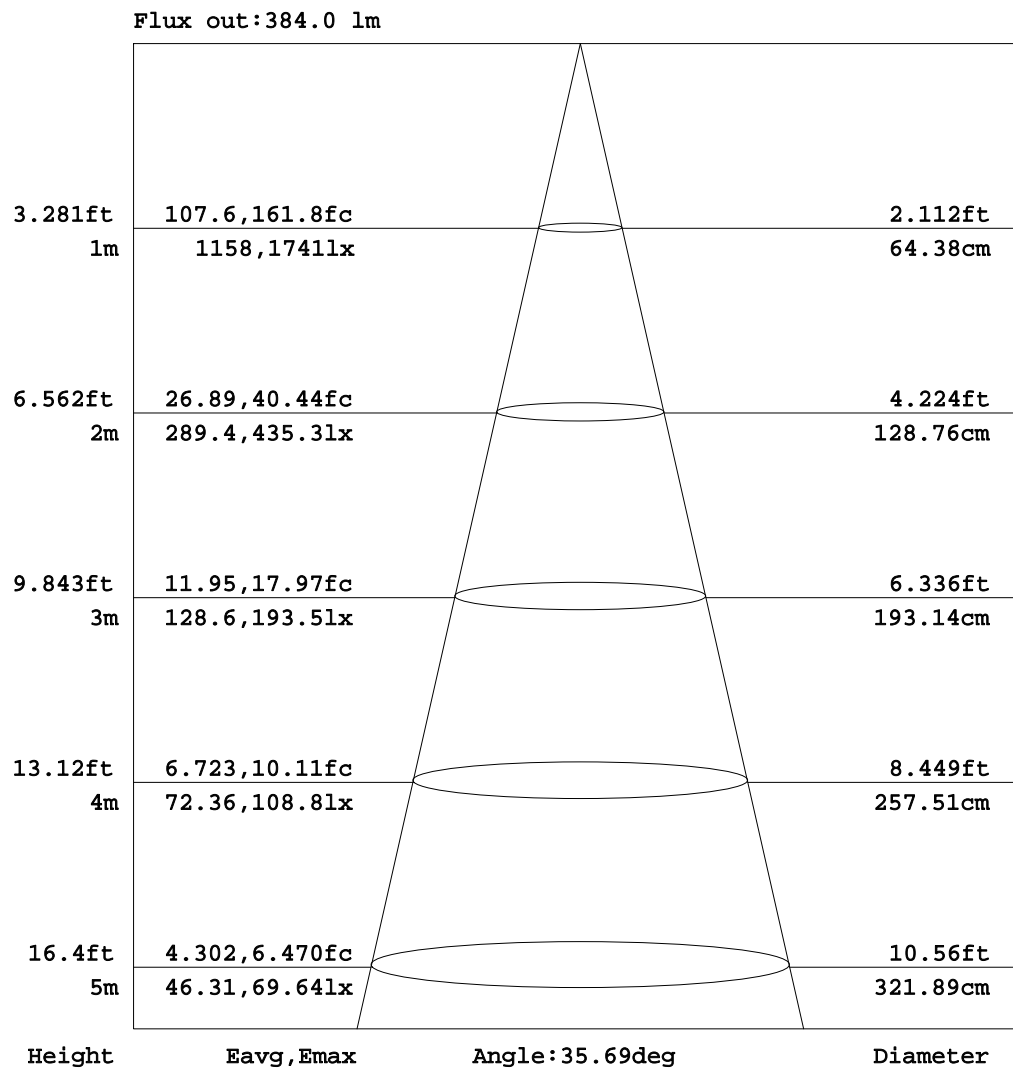 Flux out:384.0 lm
3.281ft 107.6,161.8fc 2.112ft
1m 1158,1741lx 64.38cm
6.562ft 26.89,40.44fc 4.224ft
2m 289.4,435.3lx 128.76cm
9.843ft 11.95,17.97fc 6.336ft
3m 128.6,193.5lx 193.14cm
13.12ft 6.723,10.11fc 8.449ft
4m 72.36,108.8lx 257.51cm
16.4ft 4.302,6.470fc 10.56ft
5m 46.31,69.64lx 321.89cm
Height Eavg,Emax Angle:35.69deg Diameter